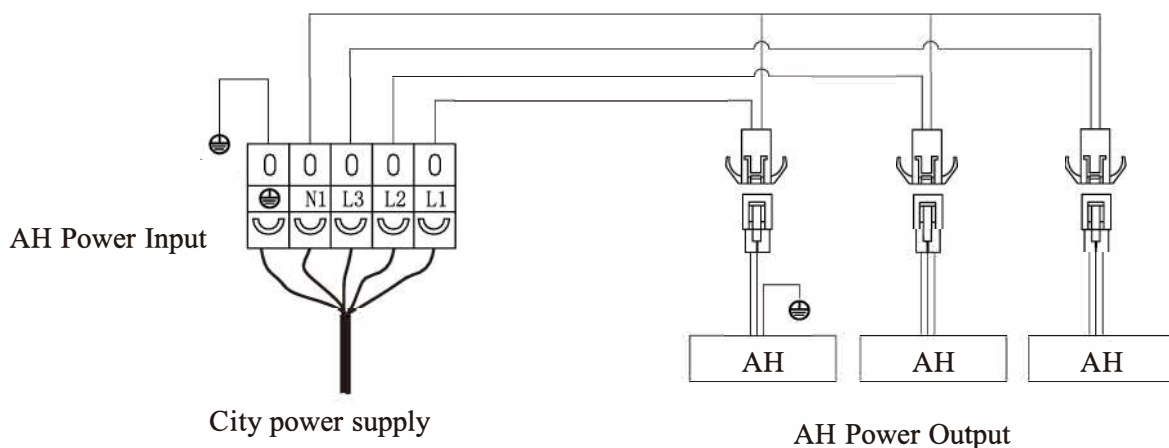 0 0 0 0 0
N1 L3 L2 L1
AH Power Input
AH AH AH
City power supply
AH Power Output